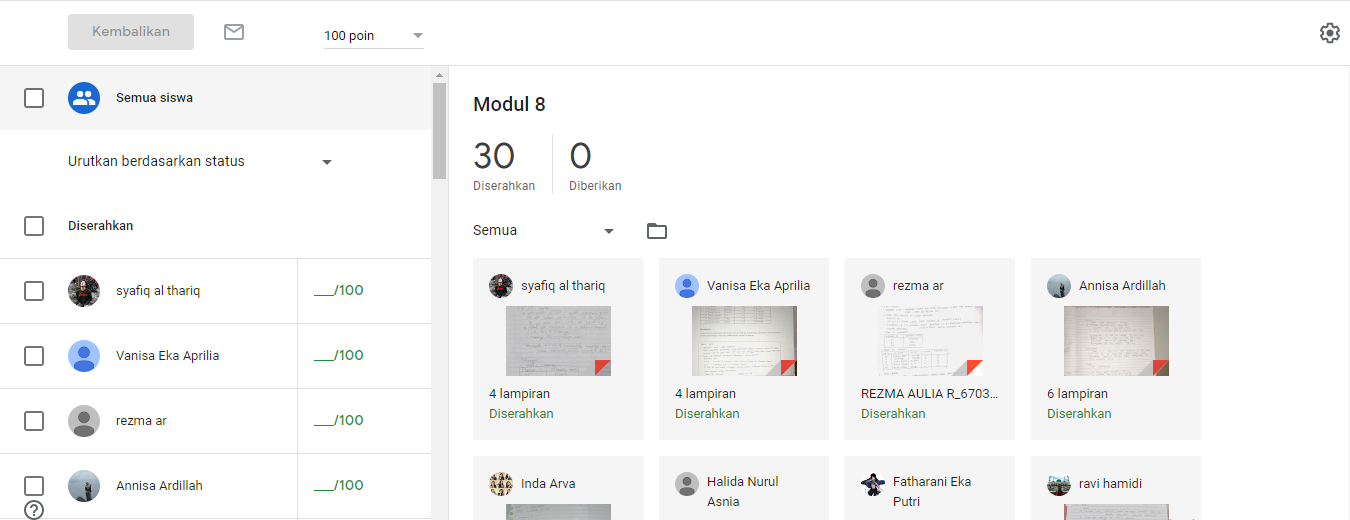 Kembalikan
100 poin
Semua siswa
Urutkan berdasarkan status
Diserahkan
syafiq al thariq
___/100
Vanisa Eka Aprilia
___/100
rezma ar
___/100
Annisa Ardillah
___/100
Modul 8
30
Diserahkan
0
Diberikan
Semua
syafiq al thariq
4 lampiran
Diserahkan
Vanisa Eka Aprilia
4 lampiran
Diserahkan
rezma ar
REZMA AULIA R_6703...
Diserahkan
Annisa Ardillah
6 lampiran
Diserahkan
Inda Arva
Halida Nurul
Asnia
Fatharani Eka
Putri
ravi hamidi